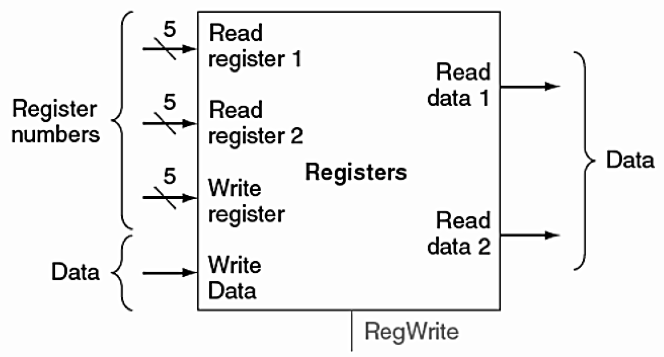 5
Read
register 1
5
Read
register 2
5
Write
register
Write
Data
Register
numbers
Data
Registers
Read
data 1
Read
data 2
Data
RegWrite